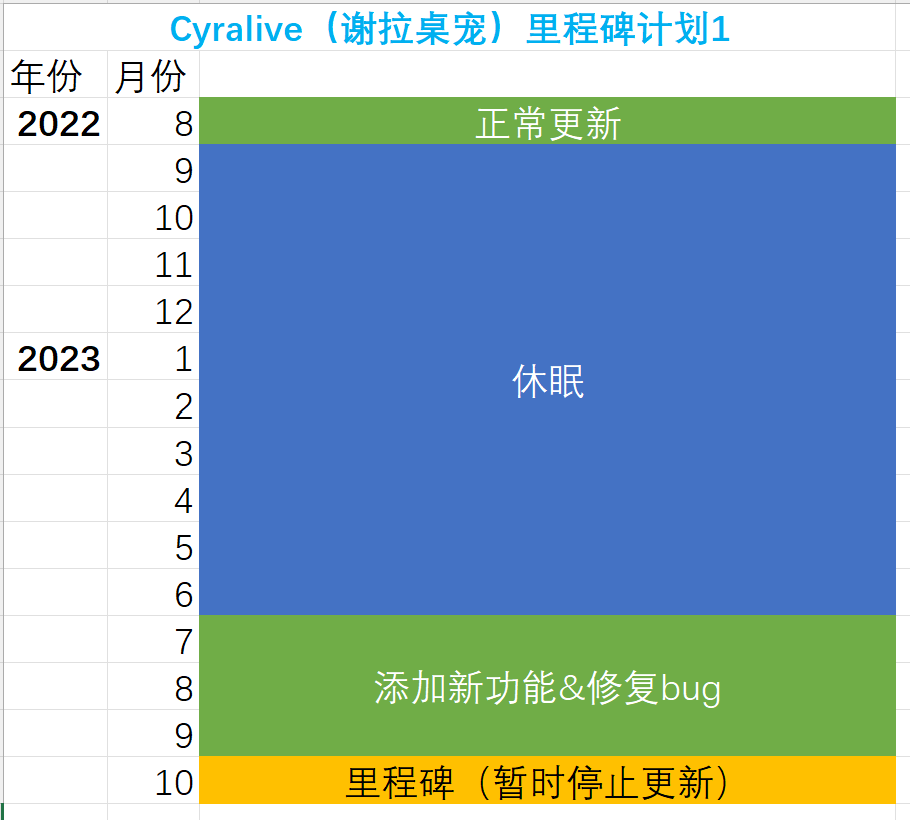 Cyralive（谢拉桌宠）里程碑计划1
年份 月份
2022 8 正常更新
9
10
11
12
2023 1 休眠
2
3
4
5
6
7
8 添加新功能&修复bug
9
10 里程碑（暂时停止更新）